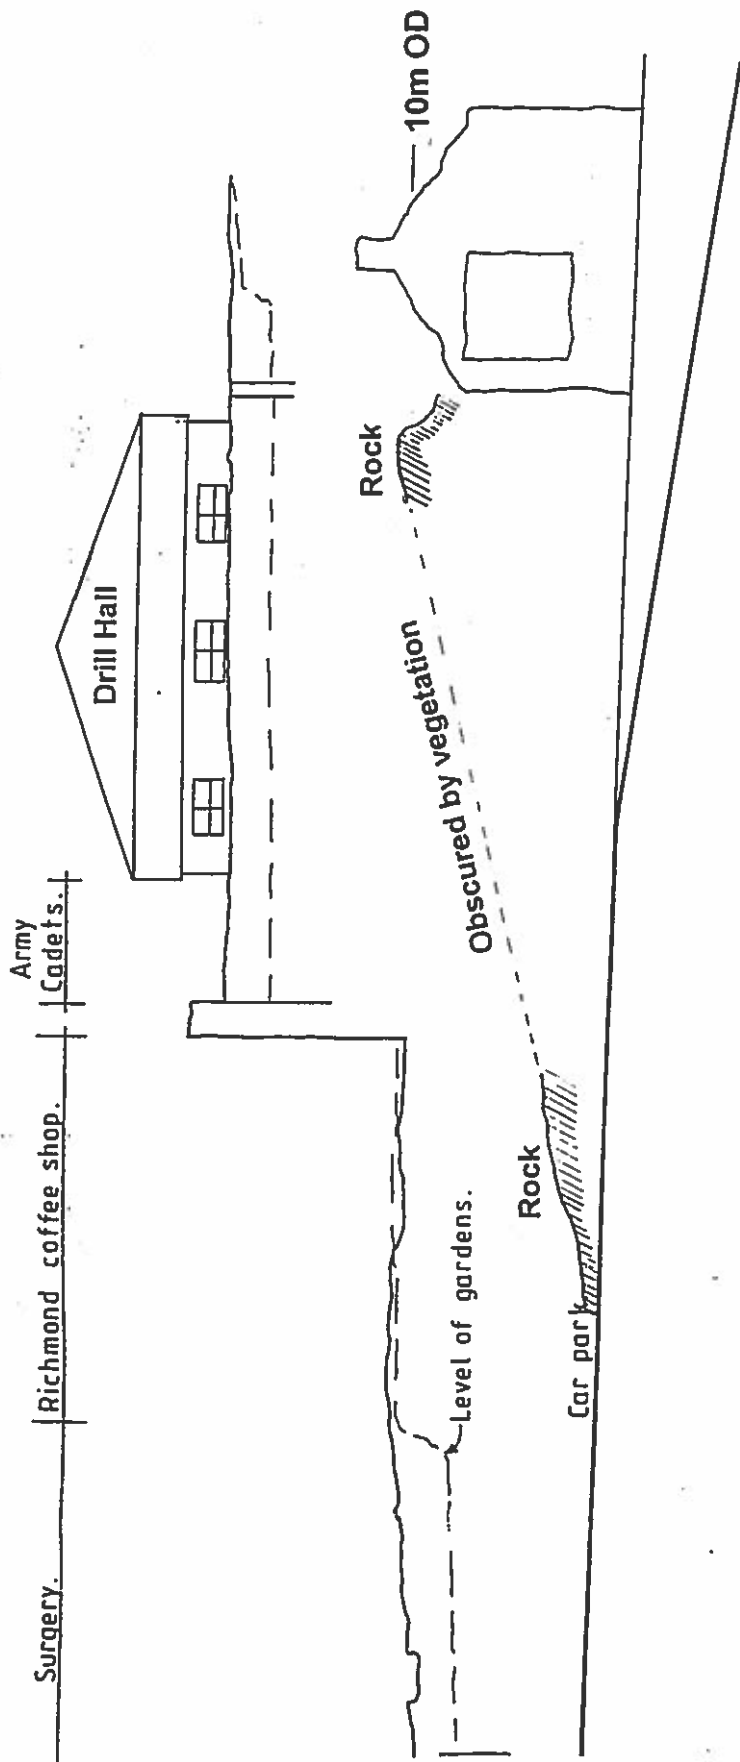 Surgery.
Richmond coffee shop.
Army
Cadets.
Drill Hall
Level of gardens.
Car park
Rock
Obscured by vegetation
Rock
10m OD